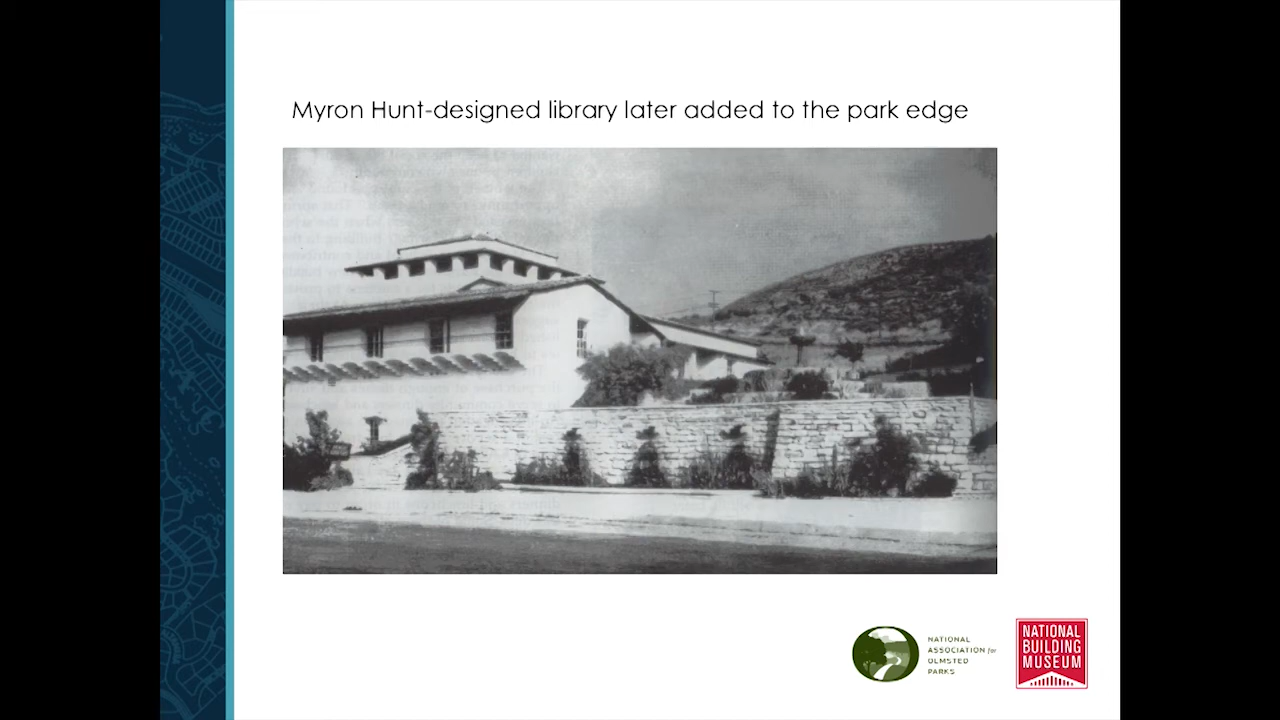 Myron Hunt-designed library later added to the park edge
NATIONAL
ASSOCIATION for
OLMSTED
PARKS
NATIONAL
BUILDING
MUSEUM